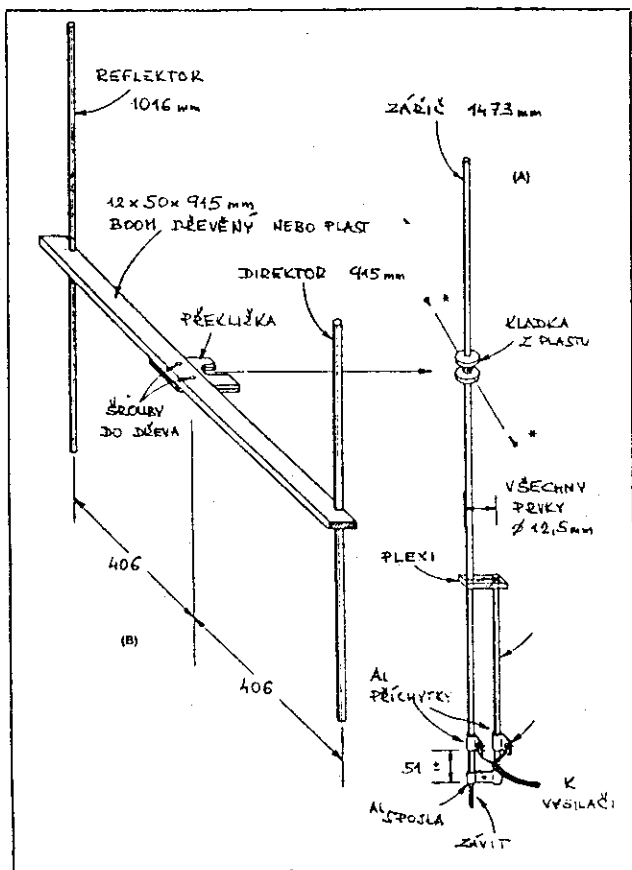 REFLEKTOR
1016 mm
12 x 50 x 915 mm
BOOM DŘEVĚNÝ NEBO PLAST
DIREKTOR 915 mm
PŘEKLIŽKA
ŠROUBY
DO DŘEVA
406
406
(B)
ZÁŘIČ 1473 mm
(A)
*
KLADKA
Z PLASTU
*
VŠECHNY
PRVKY
ø 12,5 mm
PLEXI
AL
PŘÍCHYTKY
51 ±
K
VYSILAČI
AL SPOJLA
ZÁVIT